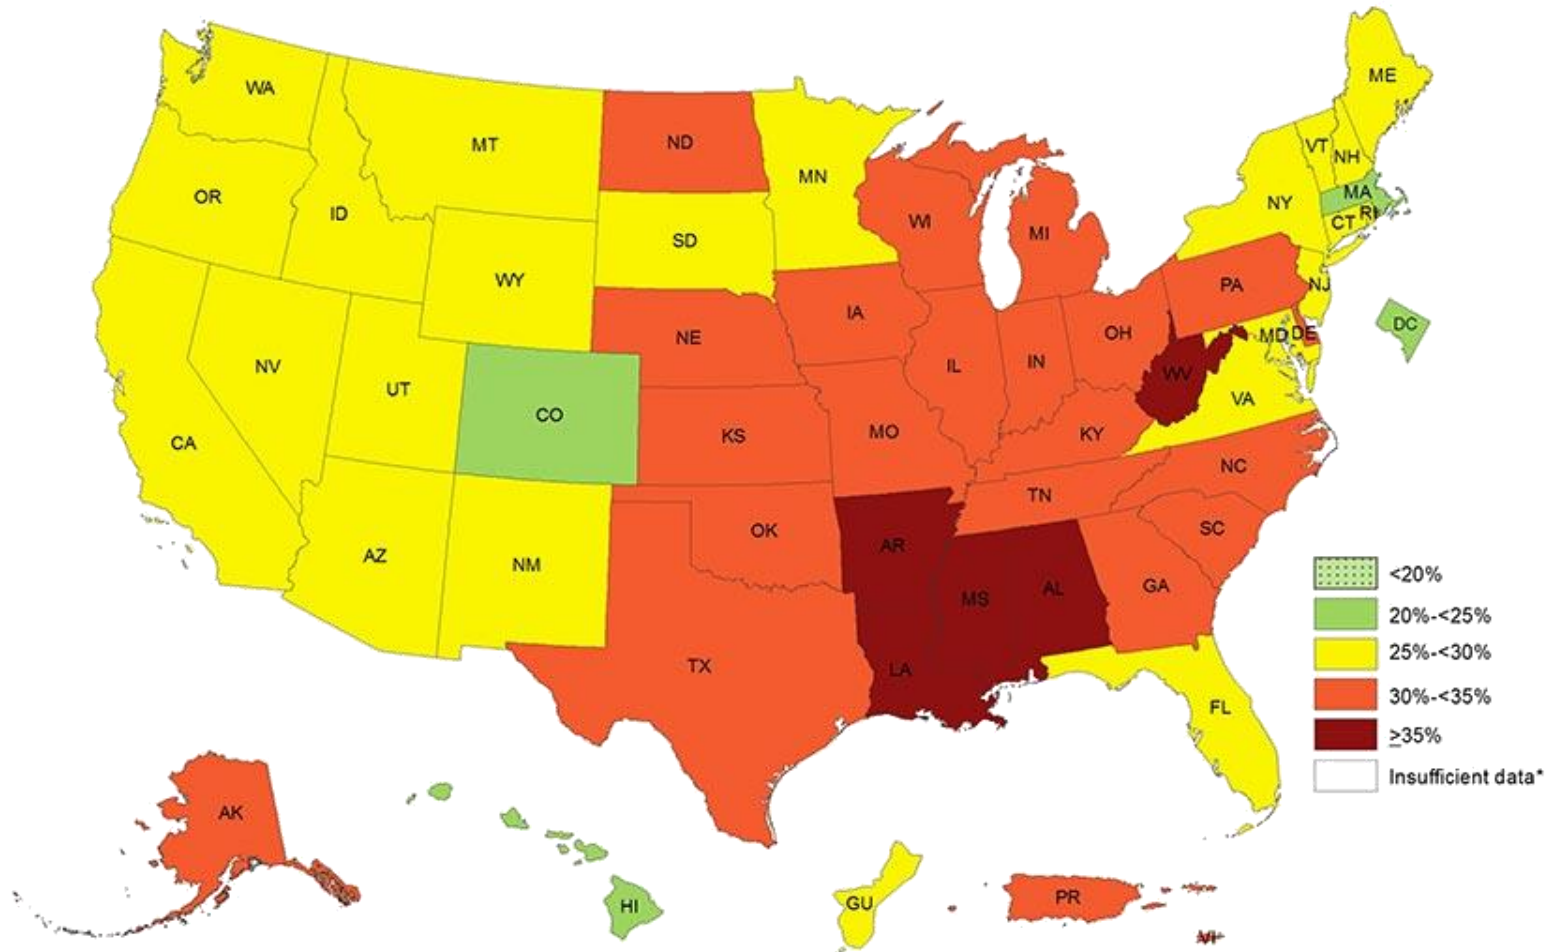 ME
WA
MT
ND
VT
NH
MN
OR
ID
MA
NY
RI
CT
WI
MI
SD
WY
PA
NJ
IA
DC
OH
MD
DE
NE
IL
IN
NV
WV
UT
VA
CO
CA
KS
MO
KY
NC
TN
OK
SC
AR
AZ
NM
GA
AL
MS
TX
LA
FL
AK
HI
GU
PR
VI
<20%
20%-<25%
25%-<30%
30%-<35%
≥35%
Insufficient data*